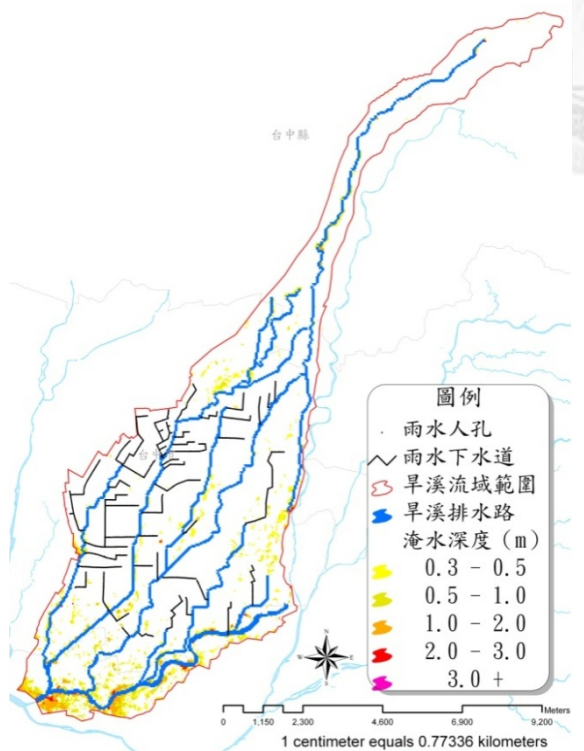 台中縣
台中市
圖例
雨水人孔
雨水下水道
旱溪流域範圍
旱溪排水路
淹水深度(m)
0.3 - 0.5
0.5 - 1.0
1.0 - 2.0
2.0 - 3.0
3.0 +
N
W E
S
Meters
0 1,150 2,300 4,600 6,900 9,200
1 centimeter equals 0.77336 kilometers